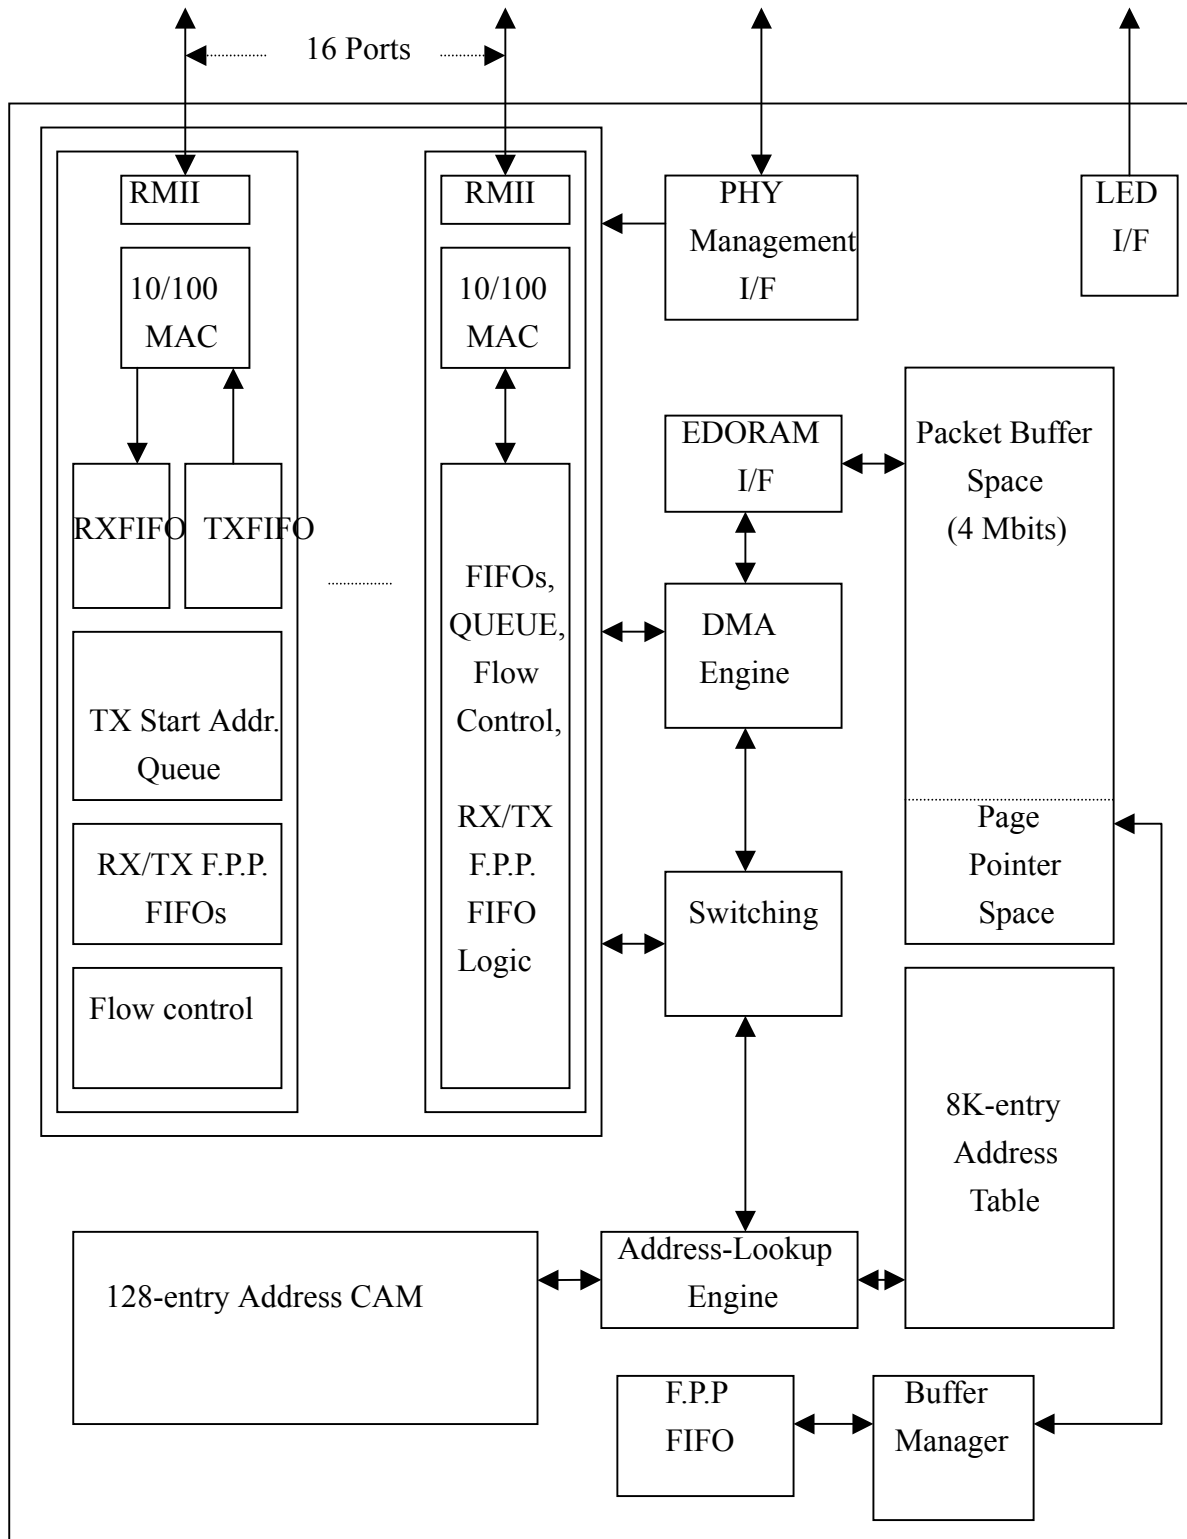 16 Ports
RMII
10/100
MAC
RXFIFO
TXFIFO
TX Start Addr.
Queue
RX/TX F.P.P.
FIFOs
Flow control
RMII
10/100
MAC
FIFOs,
QUEUE,
Flow
Control,
RX/TX
F.P.P.
FIFO
Logic
PHY
Management
I/F
LED
I/F
EDORAM
I/F
DMA
Engine
Switching
Packet Buffer
Space
(4 Mbits)
Page
Pointer
Space
8K-entry
Address
Table
128-entry Address CAM
Address-Lookup
Engine
F.P.P
FIFO
Buffer
Manager